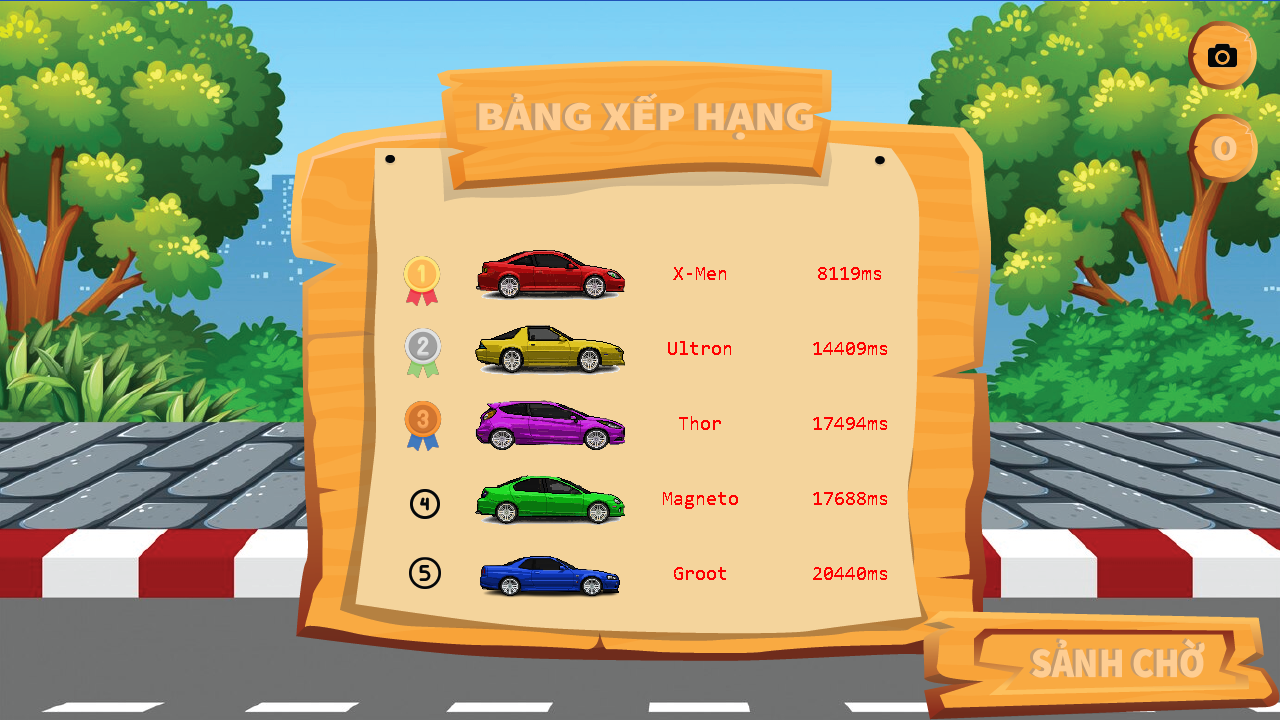 BẢNG XẾP HẠNG
O
1 X-Men 8119ms
2 Ultron 14409ms
3 Thor 17494ms
4 Magneto 17688ms
5 Groot 20440ms
SẢNH CHỜ